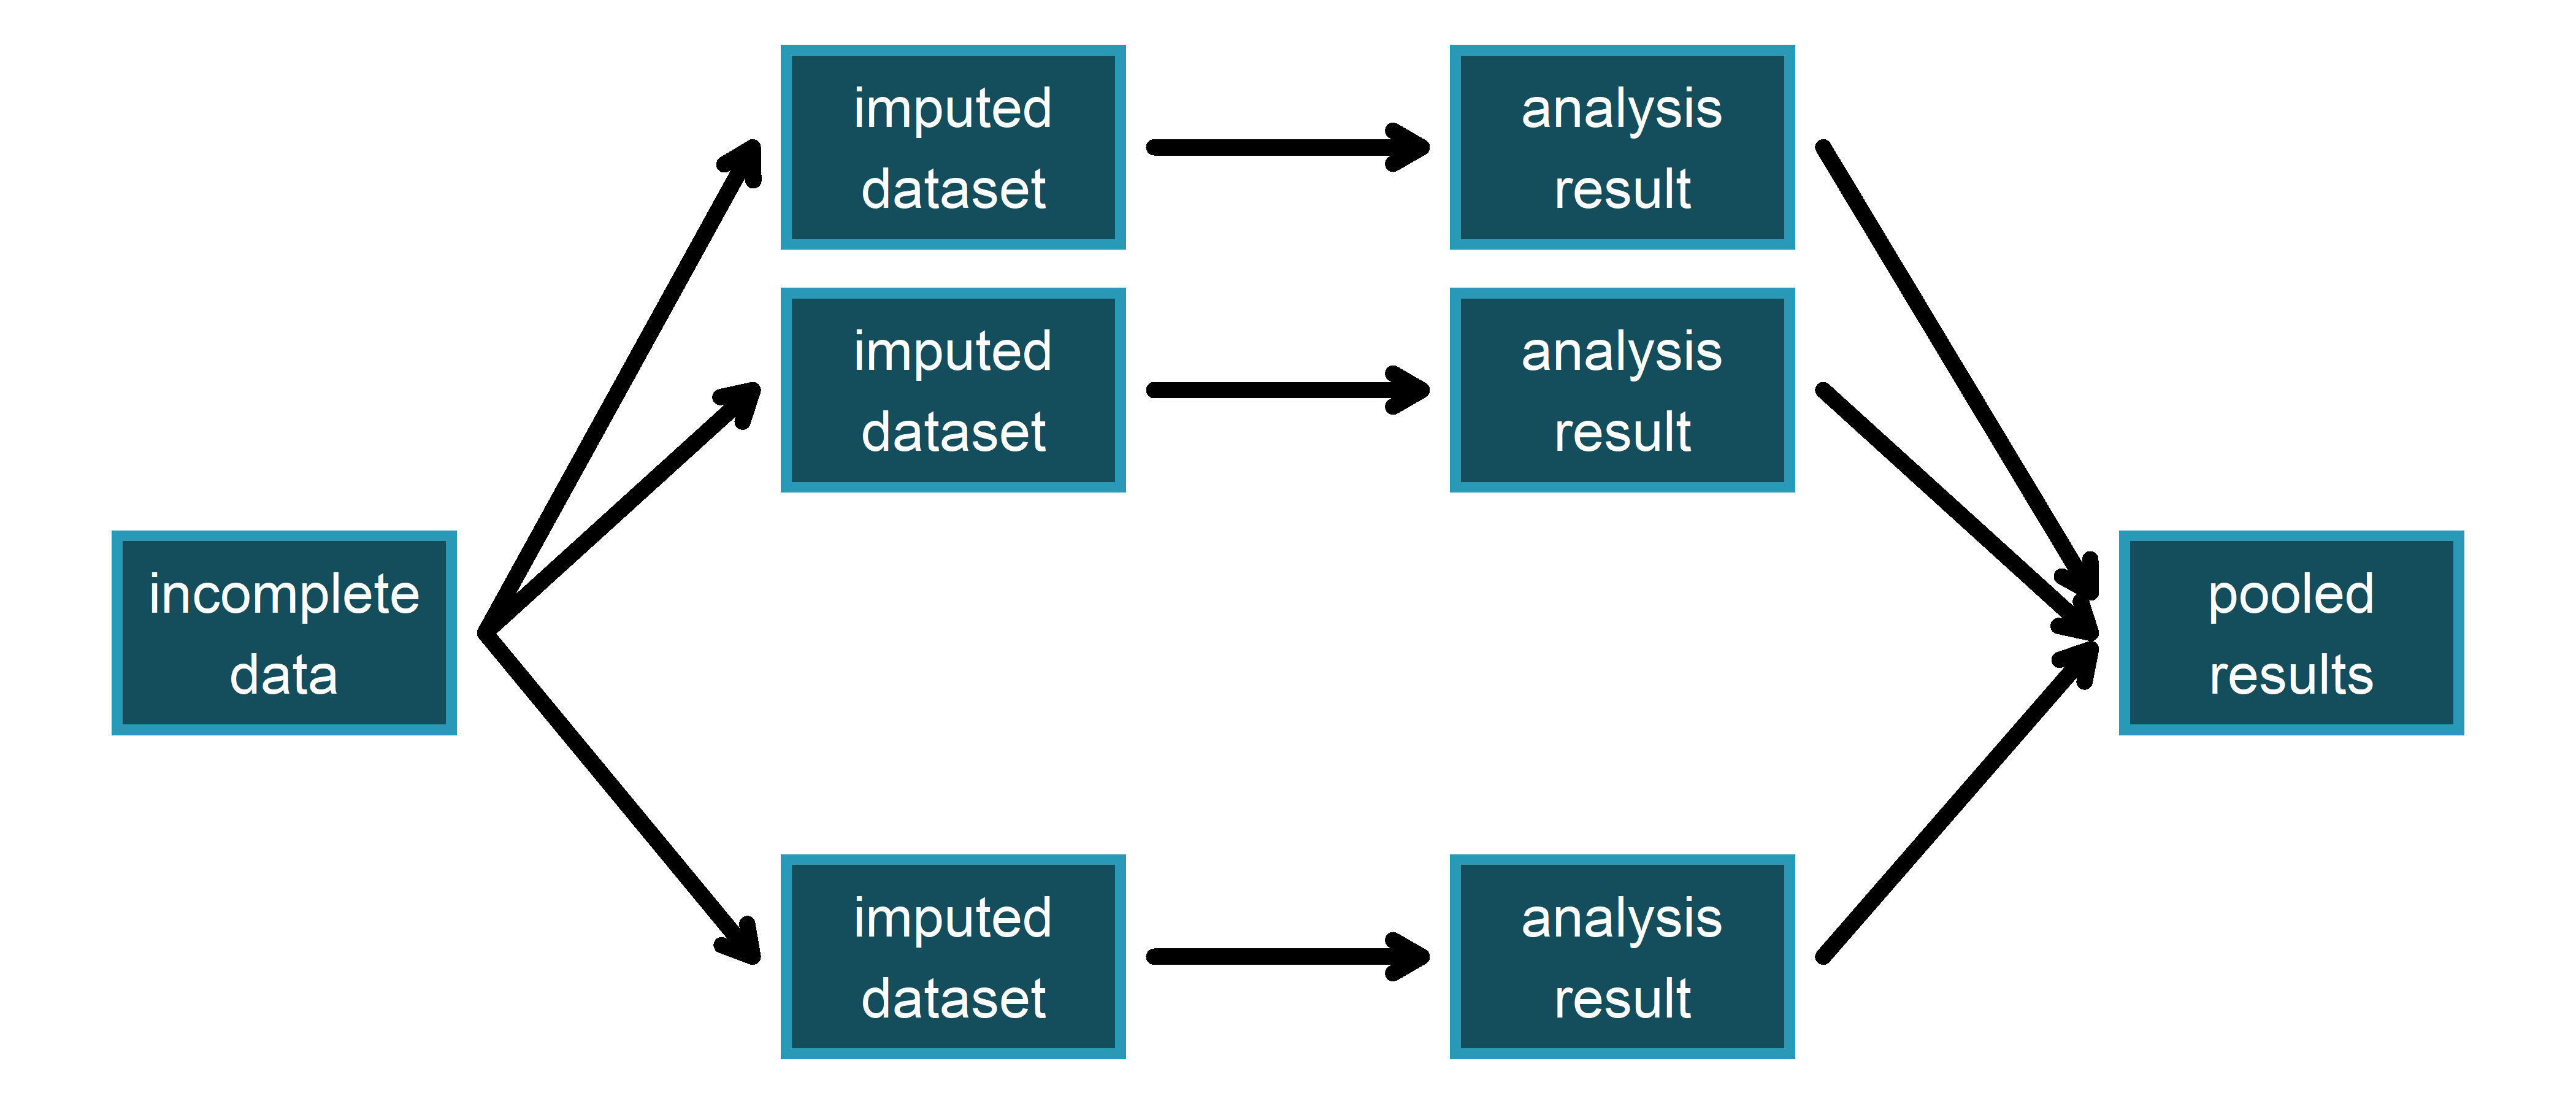 imputed
dataset
analysis
result
imputed
dataset
analysis
result
incomplete
data
pooled
results
imputed
dataset
analysis
result